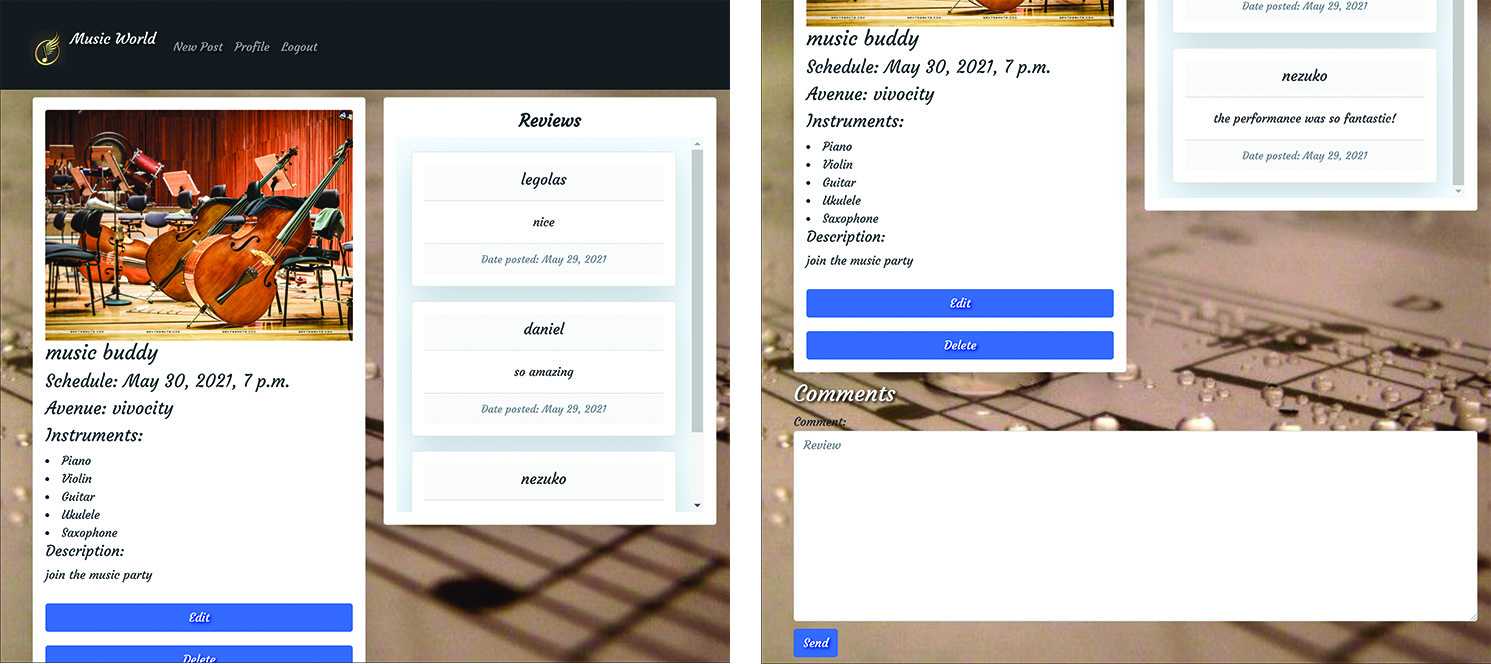 Music World
New Post Profile Logout
music buddy
Schedule: May 30, 2021, 7 p.m.
Avenue: vivocity
Instruments:
Piano
Violin
Guitar
Ukulele
Saxophone
Description:
join the music party
Edit
Delete
Reviews
legolas
nice
Date posted: May 29, 2021
daniel
so amazing
Date posted: May 29, 2021
nezuko
music buddy
Schedule: May 30, 2021, 7 p.m.
Avenue: vivocity
Instruments:
Piano
Violin
Guitar
Ukulele
Saxophone
Description:
join the music party
Edit
Delete
Date posted: May 29, 2021
nezuko
the performance was so fantastic!
Date posted: May 29, 2021
Comments
Comment:
Review
Send